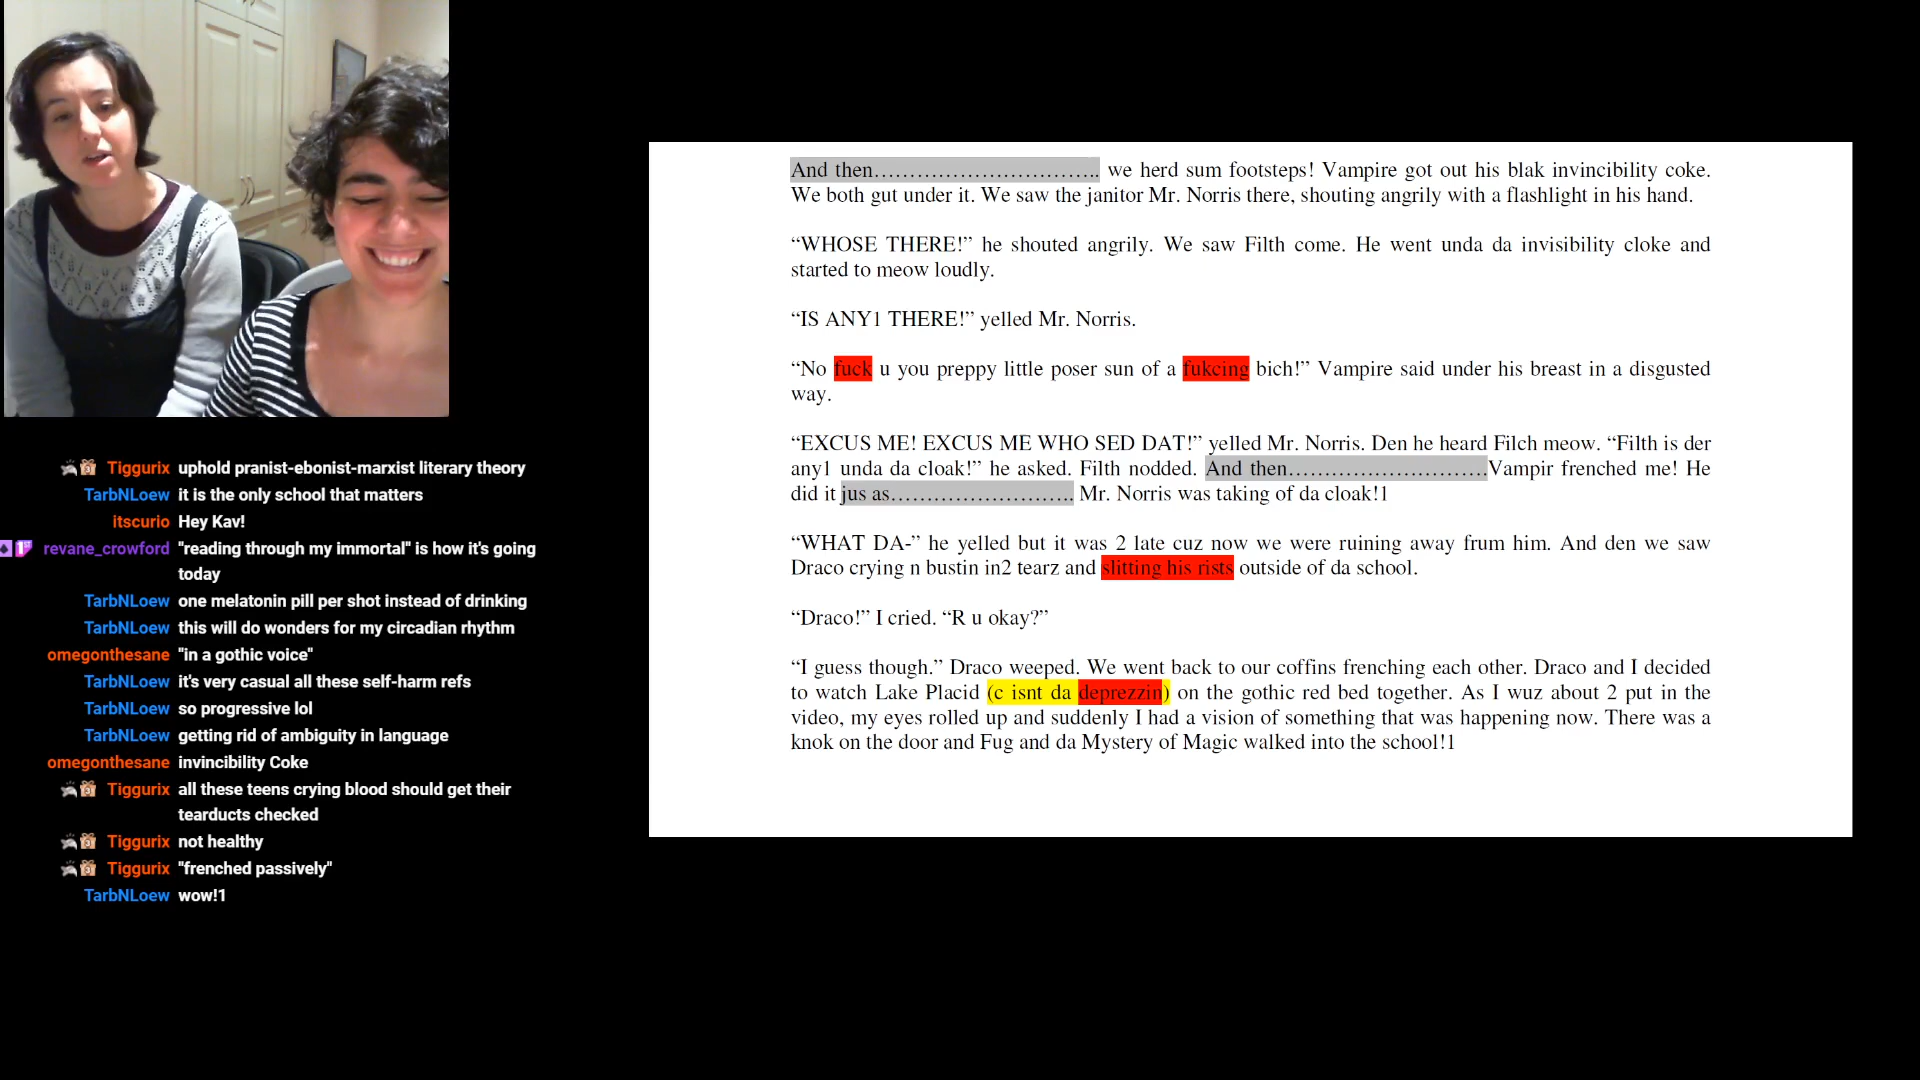 Tiggurix uphold pranist-ebonist-marxist literary theory
TarbNLoew it is the only school that matters
itscurio Hey Kav!
revane_crowford "reading through my immortal" is how it's going
today
TarbNLoew one melatonin pill per shot instead of drinking
TarbNLoew this will do wonders for my circadian rhythm
omegonthesane "in a gothic voice"
TarbNLoew it's very casual all these self-harm refs
TarbNLoew so progressive lol
TarbNLoew getting rid of ambiguity in language
omegonthesane invincibility Coke
Tiggurix all these teens crying blood should get their
tearducts checked
Tiggurix not healthy
Tiggurix "frenched passively"
TarbNLoew wow!1
And then………………………….. we herd sum footsteps! Vampire got out his blak invincibility coke.
We both gut under it. We saw the janitor Mr. Norris there, shouting angrily with a flashlight in his hand.
“WHOSE THERE!” he shouted angrily. We saw Filth come. He went unda da invisibility cloke and
started to meow loudly.
“IS ANY1 THERE!” yelled Mr. Norris.
“No fuck u you preppy little poser sun of a fukcing bich!” Vampire said under his breast in a disgusted
way.
“EXCUS ME! EXCUS ME WHO SED DAT!” yelled Mr. Norris. Den he heard Filch meow. “Filth is der
any1 unda da cloak!” he asked. Filth nodded. And then……………………….Vampir frenched me! He
did it jus as…………………….. Mr. Norris was taking of da cloak!1
“WHAT DA-” he yelled but it was 2 late cuz now we were ruining away frum him. And den we saw
Draco crying n bustin in2 tearz and slitting his rists outside of da school.
“Draco!” I cried. “R u okay?”
“I guess though.” Draco weeped. We went back to our coffins frenching each other. Draco and I decided
to watch Lake Placid (c isnt da deprezzin) on the gothic red bed together. As I wuz about 2 put in the
video, my eyes rolled up and suddenly I had a vision of something that was happening now. There was a
knok on the door and Fug and da Mystery of Magic walked into the school!1